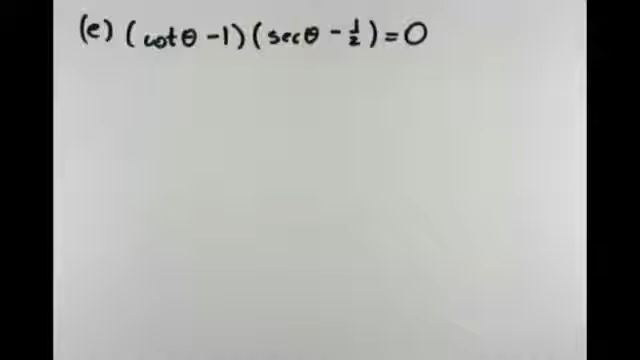 (e) (cotθ - 1)(secθ - 1/2) = 0